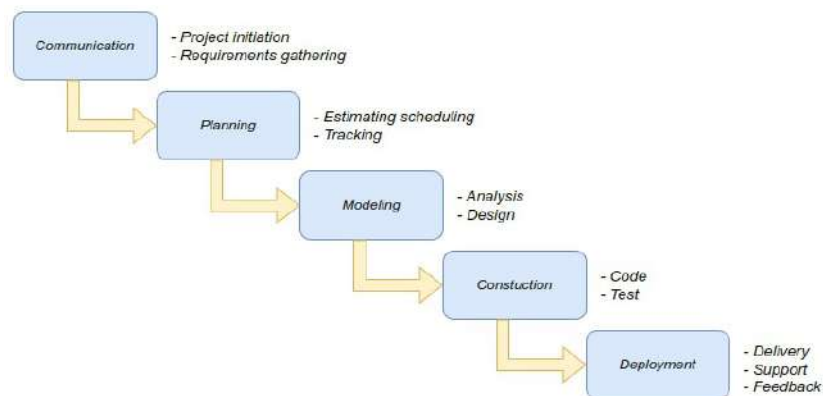 Communication
- Project initiation
- Requirements gathering
Planning
- Estimating scheduling
- Tracking
Modeling
- Analysis
- Design
Constuction
- Code
- Test
Deployment
- Delivery
- Support
- Feedback